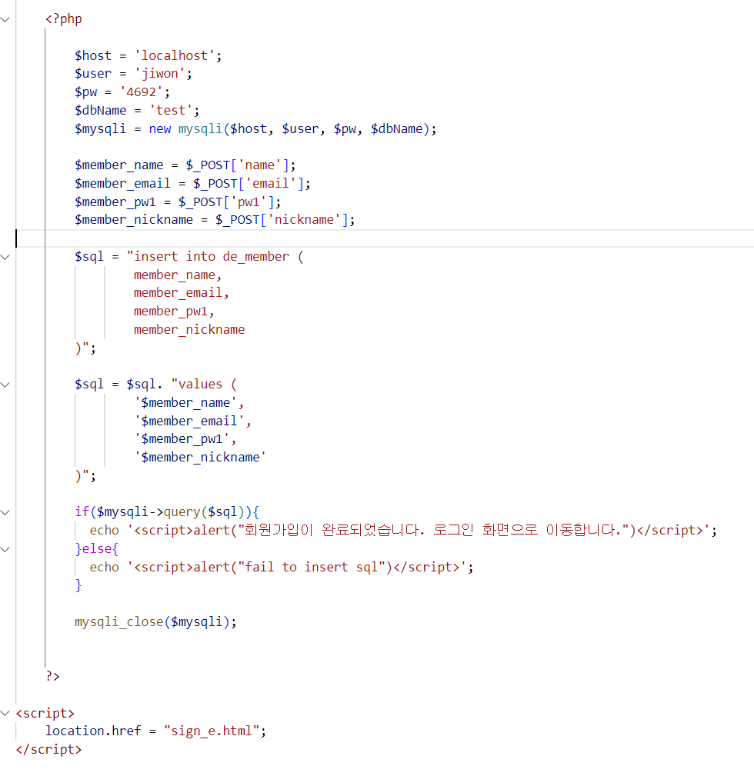 <?php
$host = 'localhost';
$user = 'jiwon';
$pw = '4692';
$dbName = 'test';
$mysqli = new mysqli($host, $user, $pw, $dbName);
$member_name = $_POST['name'];
$member_email = $_POST['email'];
$member_pw1 = $_POST['pw1'];
$member_nickname = $_POST['nickname'];
$sql = "insert into de_member (
member_name,
member_email,
member_pw1,
member_nickname
)";
$sql = $sql. "values (
'$member_name',
'$member_email',
'$member_pw1',
'$member_nickname'
)";
if($mysqli->query($sql)){
echo '<script>alert("회원가입이 완료되었습니다. 로그인 화면으로 이동합니다.")</script>';
}else{
echo '<script>alert("fail to insert sql")</script>';
}
mysqli_close($mysqli);
?>
<script>
location.href = "sign_e.html";
</script>